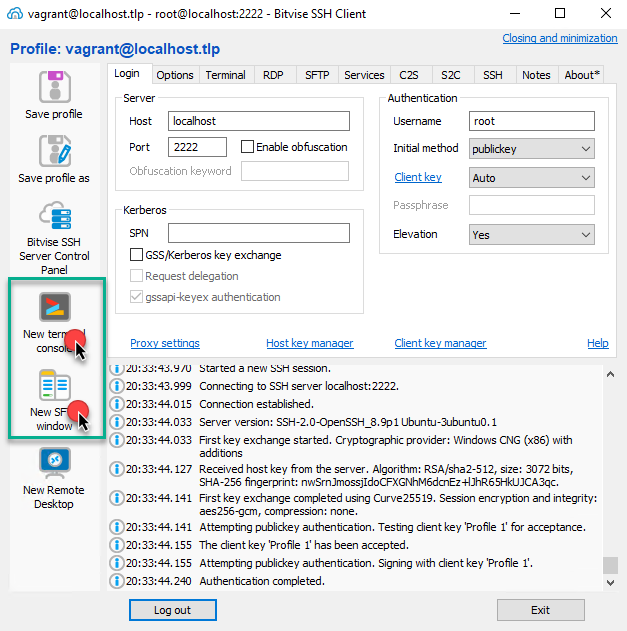 vagrant@localhost.tlp - root@localhost:2222 - Bitvise SSH Client
Closing and minimization
Profile: vagrant@localhost.tlp
Save profile
Save profile as
Bitvise SSH
Server Control
Panel
New
console
New
window
New Remote
Desktop
Login Options Terminal RDP SFTP Services C2S S2C SSH Notes About*
Server
Host localhost
Port 2222 Enable obfuscation
Obfuscation keyword
Kerberos
SPN
GSS/Kerberos key exchange
Request delegation
gssapi-keyex authentication
Authentication
Username root
Initial method publickey
Client key Auto
Passphrase
Elevation Yes
Proxy settings Host key manager Client key manager Help
20:33:43.970 Started a new SSH session.
20:33:43.999 Connecting to SSH server localhost:2222.
20:33:44.015 Connection established.
20:33:44.033 Server version: SSH-2.0-OpenSSH_8.9p1 Ubuntu-3ubuntu0.1
20:33:44.033 First key exchange started. Cryptographic provider: Windows CNG (x86) with
additions
20:33:44.127 Received host key from the server. Algorithm: RSA/sha2-512, size: 3072 bits,
SHA-256 fingerprint: nwSrnJmossjIdoCFXGNhM6dcnEz+lJhR65HkUJCA3qc.
20:33:44.141 First key exchange completed using Curve25519. Session encryption and integrity:
aes256-gcm, compression: none.
20:33:44.141 Attempting publickey authentication. Testing client key 'Profile 1' for acceptance.
20:33:44.155 The client key 'Profile 1' has been accepted.
20:33:44.155 Attempting publickey authentication. Signing with client key 'Profile 1'.
20:33:44.240 Authentication completed.
Log out Exit